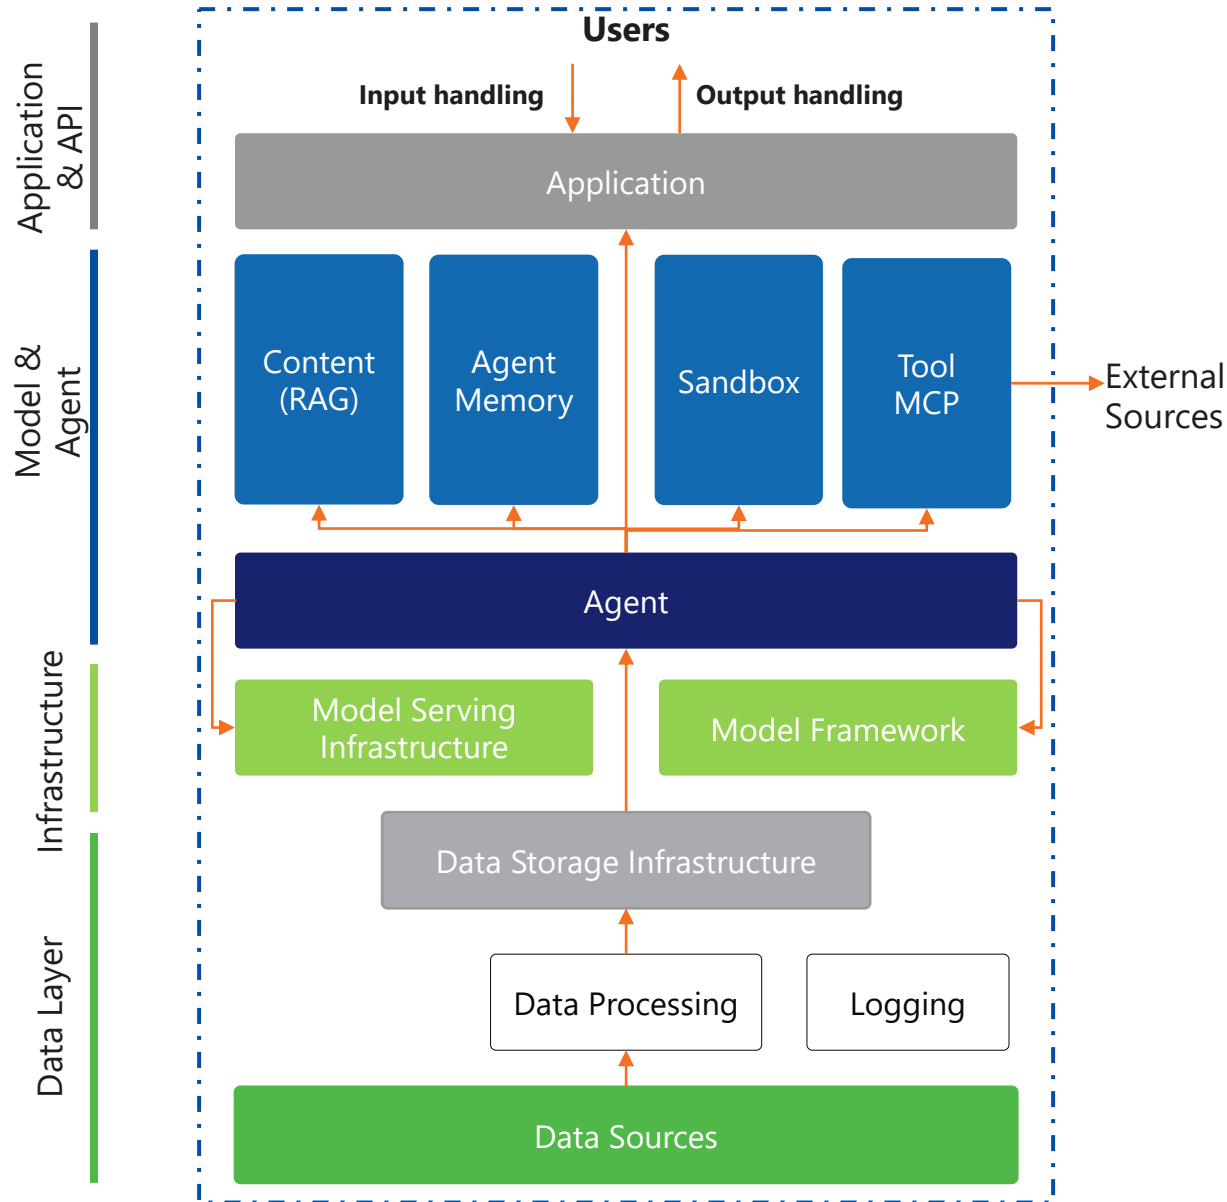 Users
Input handling
Output handling
Application
& API
Application
Model &
Agent
Content
(RAG)
Agent
Memory
Sandbox
Tool
MCP
External
Sources
Agent
Infrastructure
Model Serving
Infrastructure
Model Framework
Data Storage Infrastructure
Data Layer
Data Processing
Logging
Data Sources